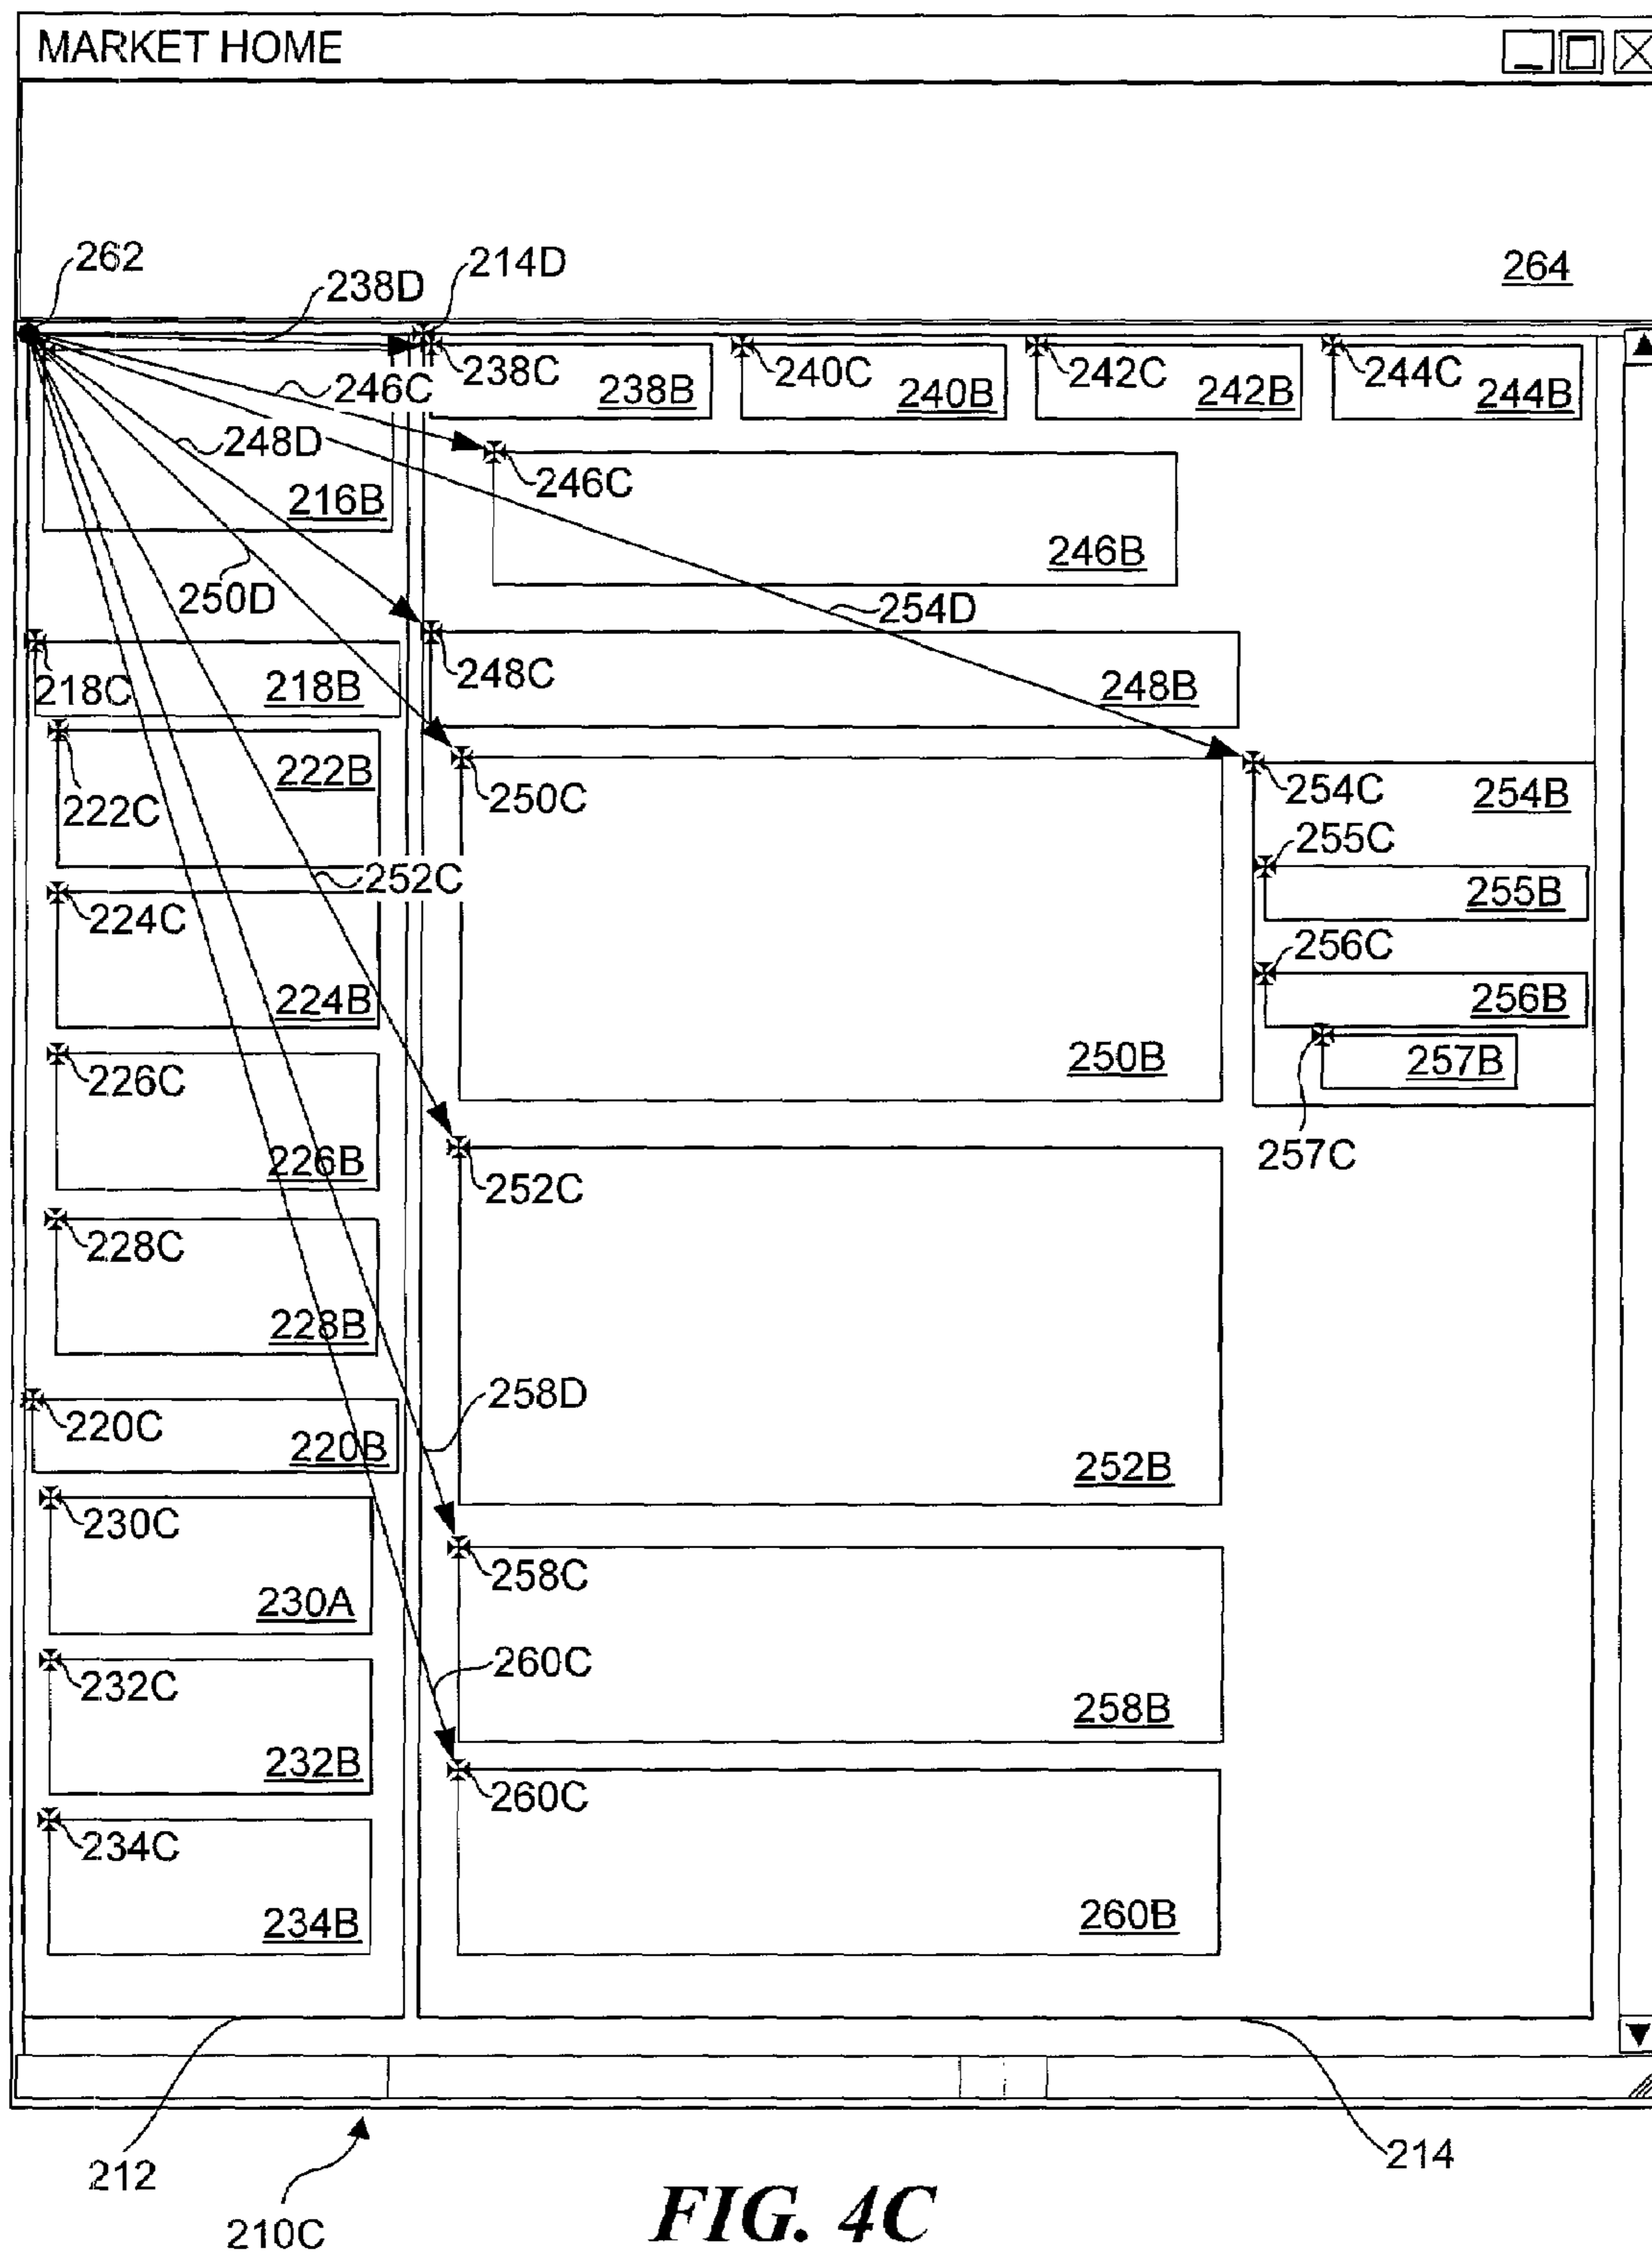 MARKET HOME
264
262
238D
214D
238C
238B
240C
240B
242C
242B
244C
244B
246C
248D
216B
246C
246B
250D
254D
218C
218B
248C
248B
222B
222C
250C
254C
254B
255C
255B
252C
224C
224B
256C
256B
226C
226B
250B
257B
257C
252C
228C
228B
258D
220C
220B
252B
230C
230A
258C
260C
232C
232B
258B
260C
234C
234B
260B
212
214
210C
FIG. 4C